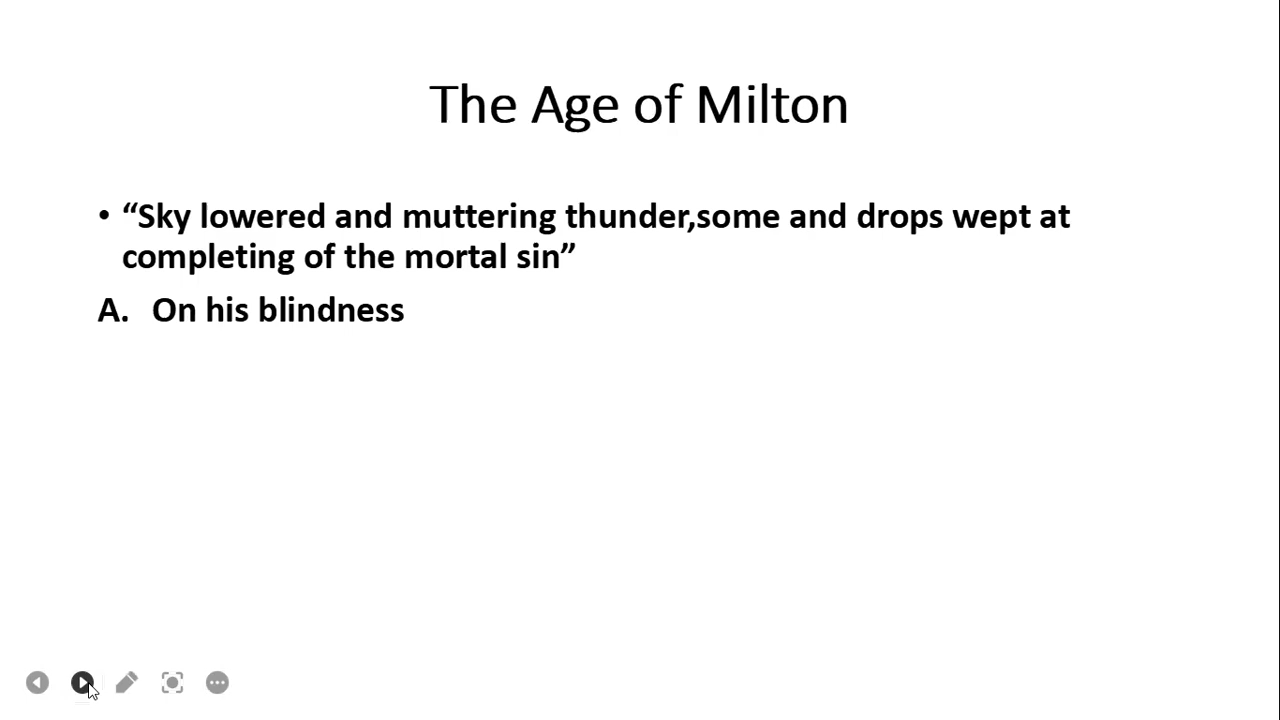 The Age of Milton
• “Sky lowered and muttering thunder,some and drops wept at
completing of the mortal sin”
A. On his blindness